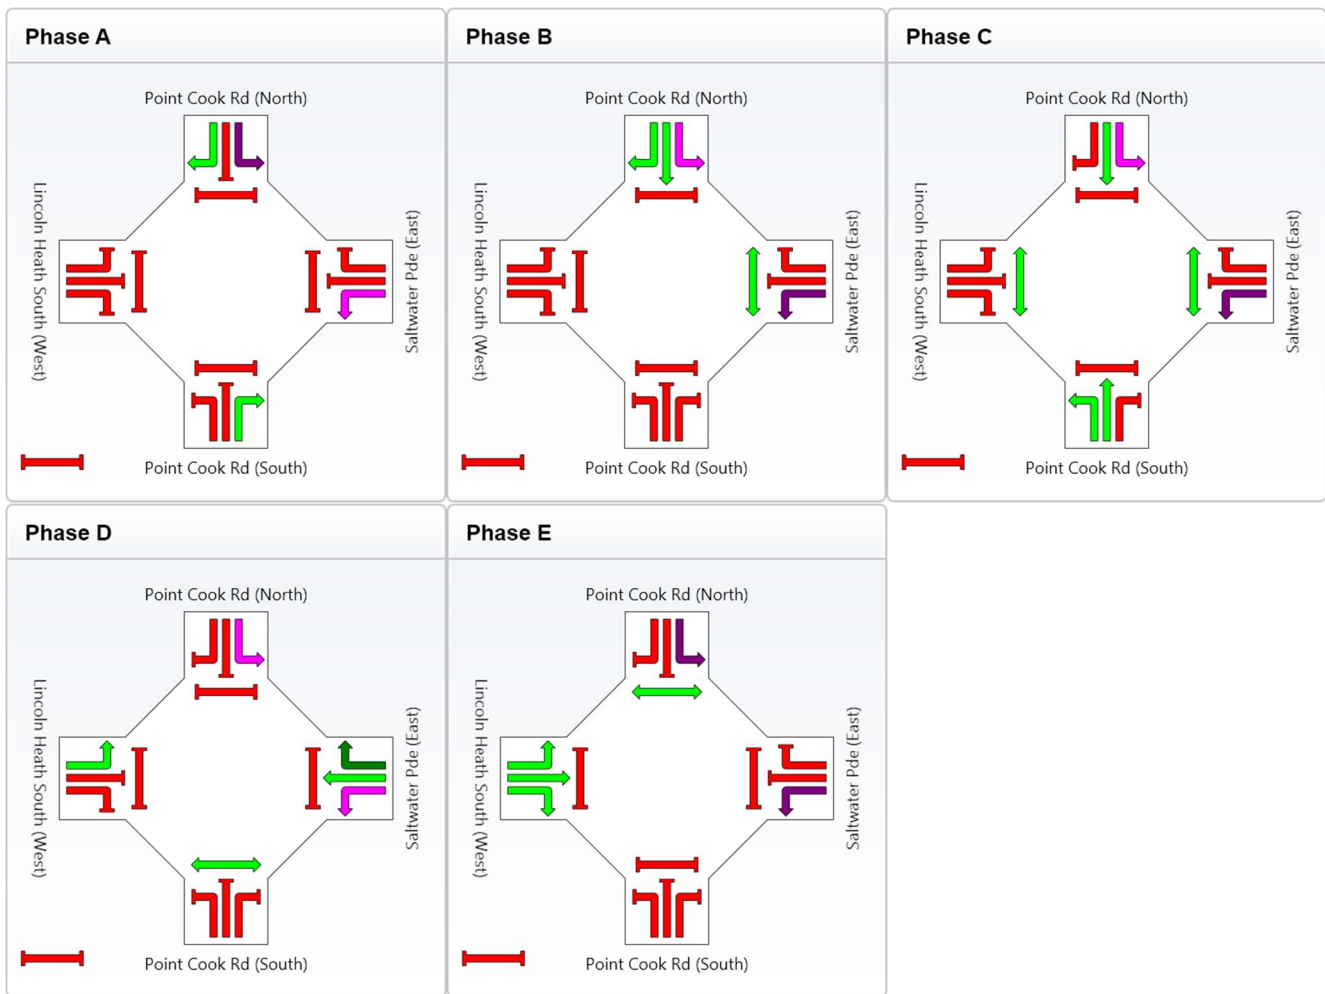 Phase A
Point Cook Rd (North)
Lincoln Heath South (West)
Saltwater Pde (East)
Point Cook Rd (South)
Phase B
Point Cook Rd (North)
Lincoln Heath South (West)
Saltwater Pde (East)
Point Cook Rd (South)
Phase C
Point Cook Rd (North)
Lincoln Heath South (West)
Saltwater Pde (East)
Point Cook Rd (South)
Phase D
Point Cook Rd (North)
Lincoln Heath South (West)
Saltwater Pde (East)
Point Cook Rd (South)
Phase E
Point Cook Rd (North)
Lincoln Heath South (West)
Saltwater Pde (East)
Point Cook Rd (South)